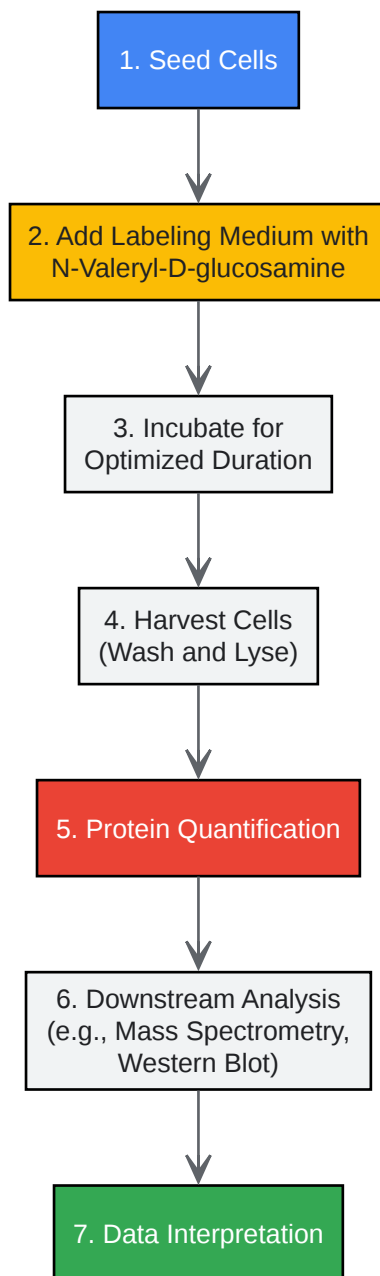 1. Seed Cells
2. Add Labeling Medium with
N-Valeryl-D-glucosamine
3. Incubate for
Optimized Duration
4. Harvest Cells
(Wash and Lyse)
5. Protein Quantification
6. Downstream Analysis
(e.g., Mass Spectrometry,
Western Blot)
7. Data Interpretation